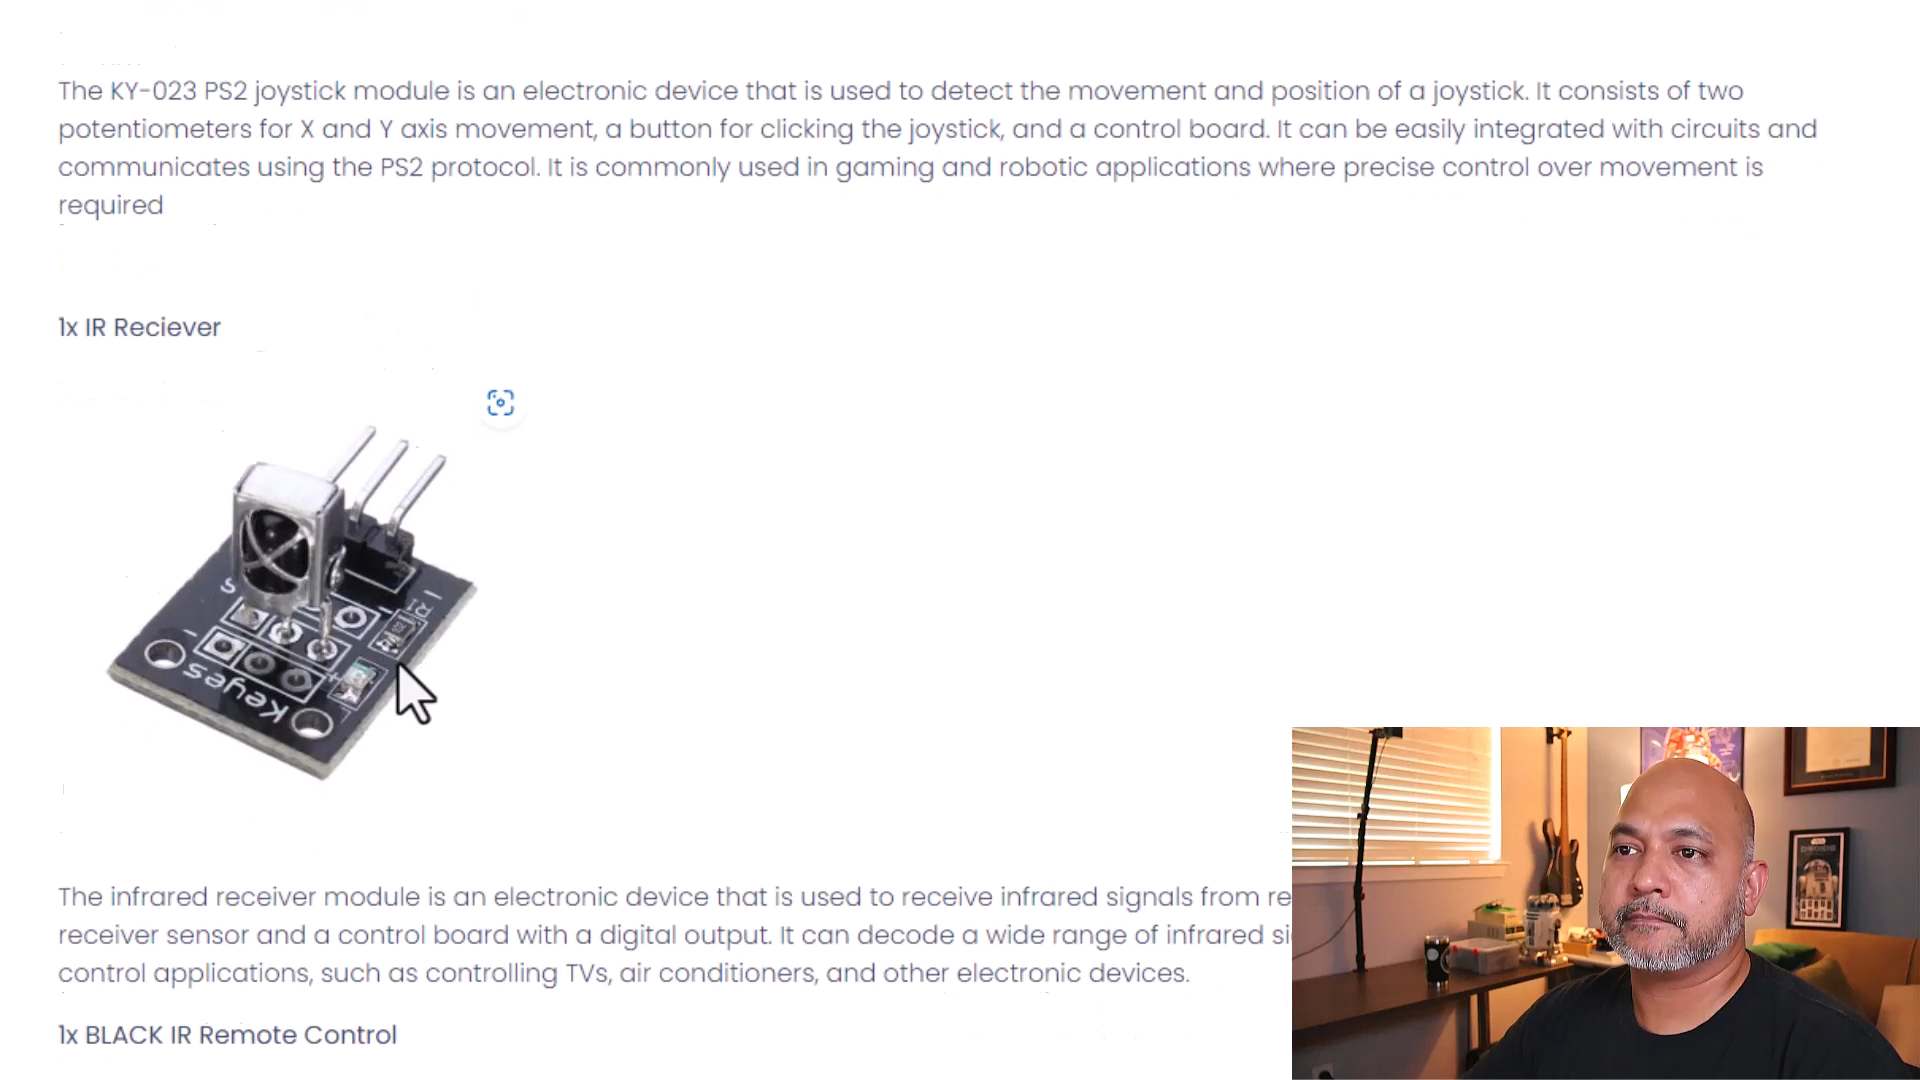 The KY-023 PS2 joystick module is an electronic device that is used to detect the movement and position of a joystick. It consists of two
potentiometers for X and Y axis movement, a button for clicking the joystick, and a control board. It can be easily integrated with circuits and
communicates using the PS2 protocol. It is commonly used in gaming and robotic applications where precise control over movement is
required
1x IR Reciever
S
keyes
The infrared receiver module is an electronic device that is used to receive infrared signals from re
receiver sensor and a control board with a digital output. It can decode a wide range of infrared si
control applications, such as controlling TVs, air conditioners, and other electronic devices.
1x BLACK IR Remote Control